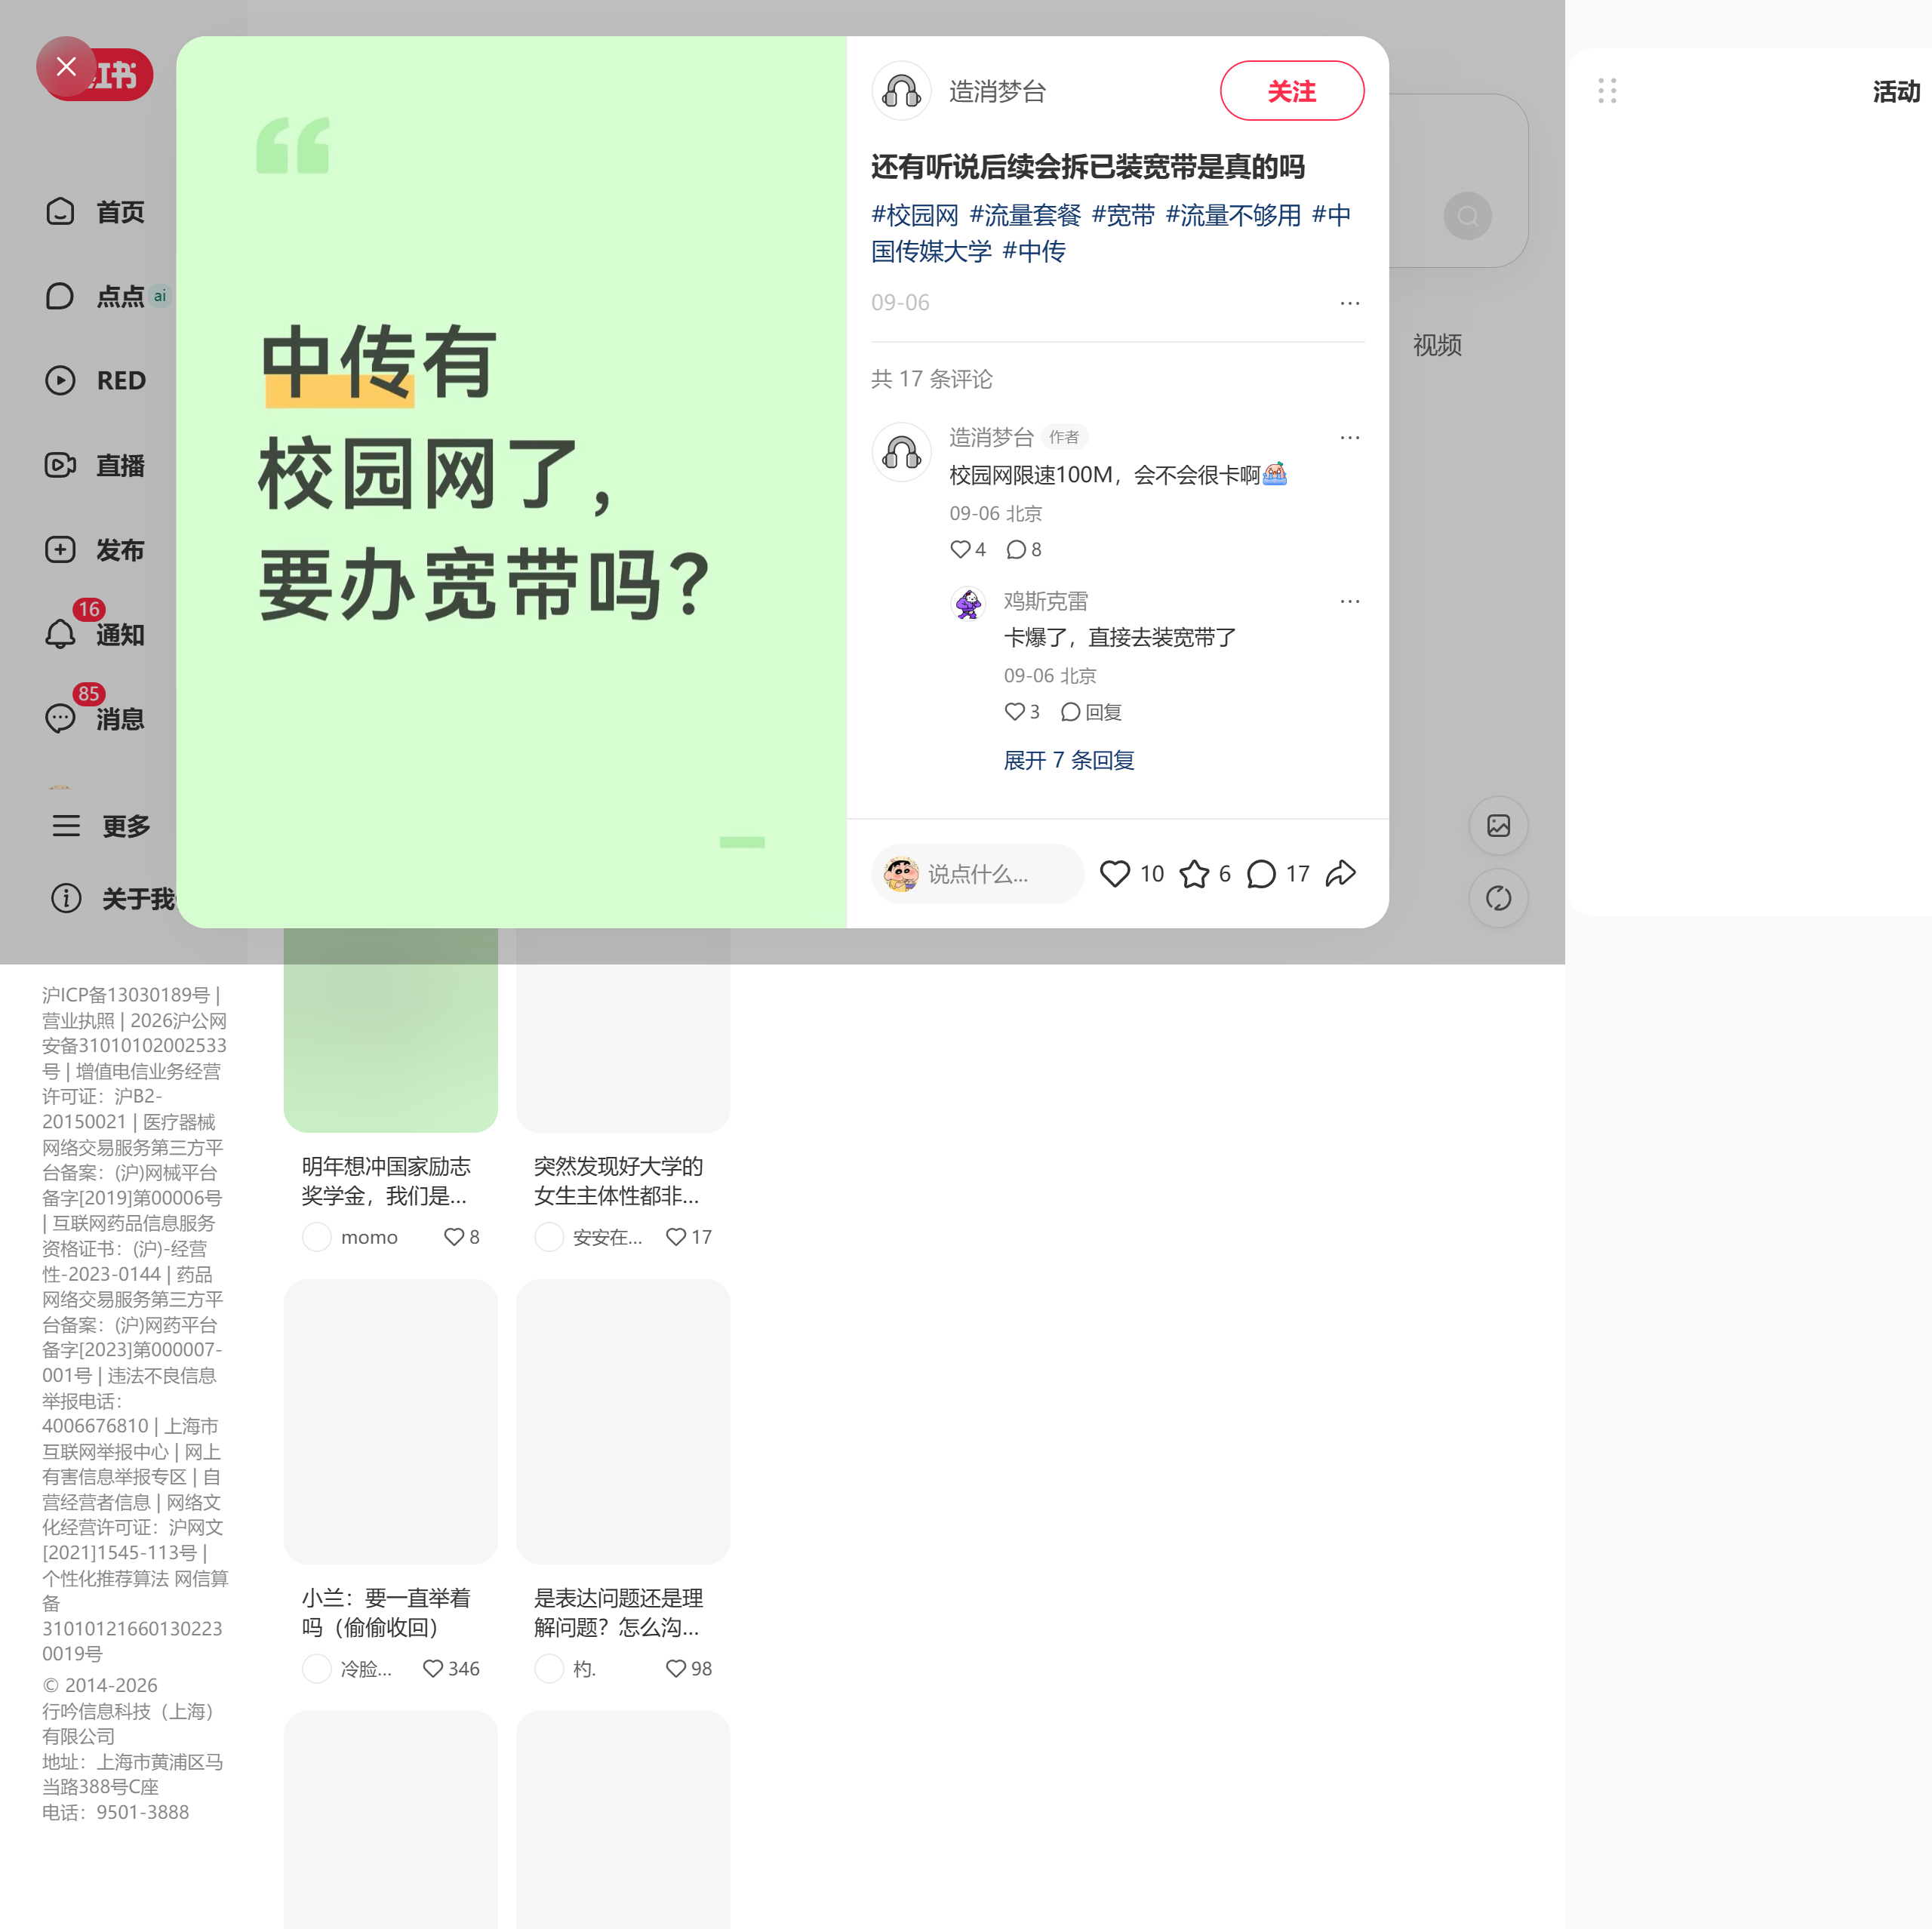 书
首页
点点 ai
RED
直播
发布
16
通知
85
消息
更多
关于我
中传有
校园网了，
要办宽带吗？
造消梦台
关注
还有听说后续会拆已装宽带是真的吗
#校园网 #流量套餐 #宽带 #流量不够用 #中
国传媒大学 #中传
09-06
共 17 条评论
造消梦台 作者
校园网限速100M，会不会很卡啊
09-06 北京
4 8
鸡斯克雷
卡爆了，直接去装宽带了
09-06 北京
3 回复
展开 7 条回复
说点什么...
10 6 17
视频
活动
沪ICP备13030189号 |
营业执照 | 2026沪公网
安备31010102002533
号 | 增值电信业务经营
许可证：沪B2-
20150021 | 医疗器械
网络交易服务第三方平
台备案：(沪)网械平台
备字[2019]第00006号
| 互联网药品信息服务
资格证书：(沪)-经营
性-2023-0144 | 药品
网络交易服务第三方平
台备案：(沪)网药平台
备字[2023]第000007-
001号 | 违法不良信息
举报电话：
4006676810 | 上海市
互联网举报中心 | 网上
有害信息举报专区 | 自
营经营者信息 | 网络文
化经营许可证：沪网文
[2021]1545-113号 |
个性化推荐算法 网信算
备
310101216601302​23
0019号
© 2014-2026
行吟信息科技（上海）
有限公司
地址：上海市黄浦区马
当路388号C座
电话：9501-3888
明年想冲国家励志
奖学金，我们是...
momo 8
突然发现好大学的
女生主体性都非...
安安在... 17
小兰：要一直举着
吗（偷偷收回）
冷脸... 346
是表达问题还是理
解问题？怎么沟...
杓. 98